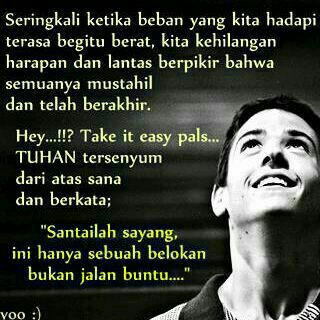 Seringkali ketika beban yang kita hadapi
terasa begitu berat, kita kehilangan
harapan dan lantas berpikir bahwa
semuanya mustahil
dan telah berakhir.
Hey...!!? Take it easy pals...
TUHAN tersenyum
dari atas sana
dan berkata;
"Santailah sayang,
ini hanya sebuah belokan
bukan jalan buntu...."
yoo :)